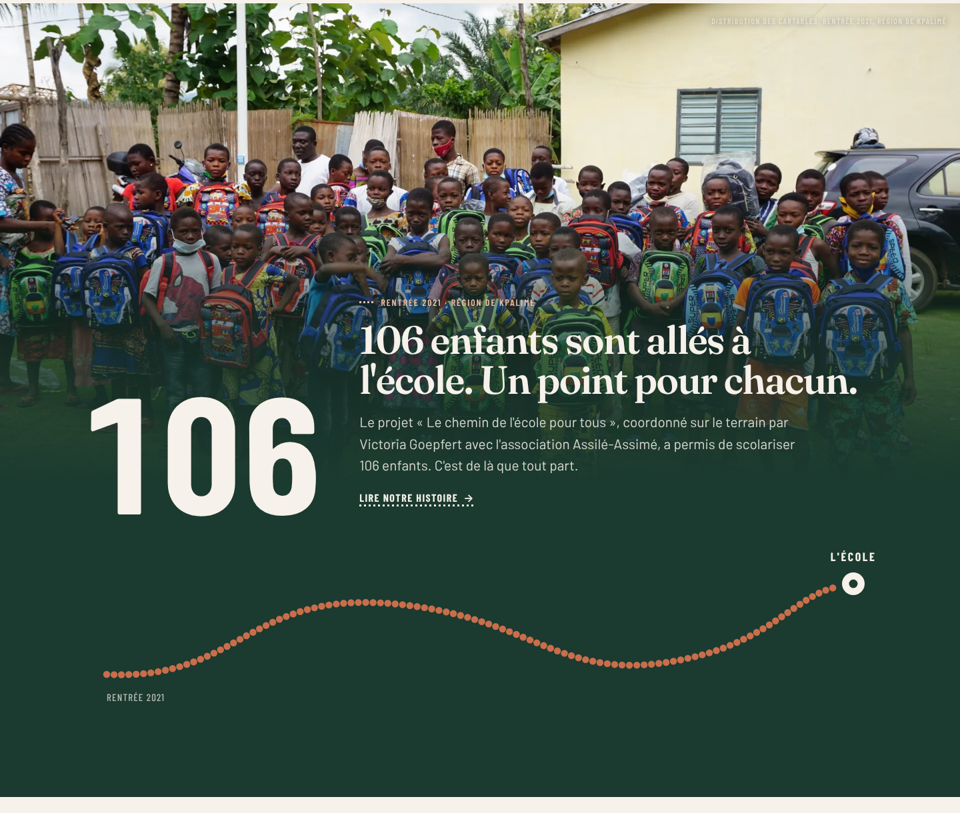 DISTRIBUTION DES CARTABLES, RENTRÉE 2021, RÉGION DE KPALIMÉ
RENTRÉE 2021 · RÉGION DE KPALIMÉ
106 enfants sont allés à
l'école. Un point pour chacun.
106
Le projet « Le chemin de l'école pour tous », coordonné sur le terrain par
Victoria Goepfert avec l'association Assilé-Assimé, a permis de scolariser
106 enfants. C'est de là que tout part.
LIRE NOTRE HISTOIRE →
L'ÉCOLE
RENTRÉE 2021